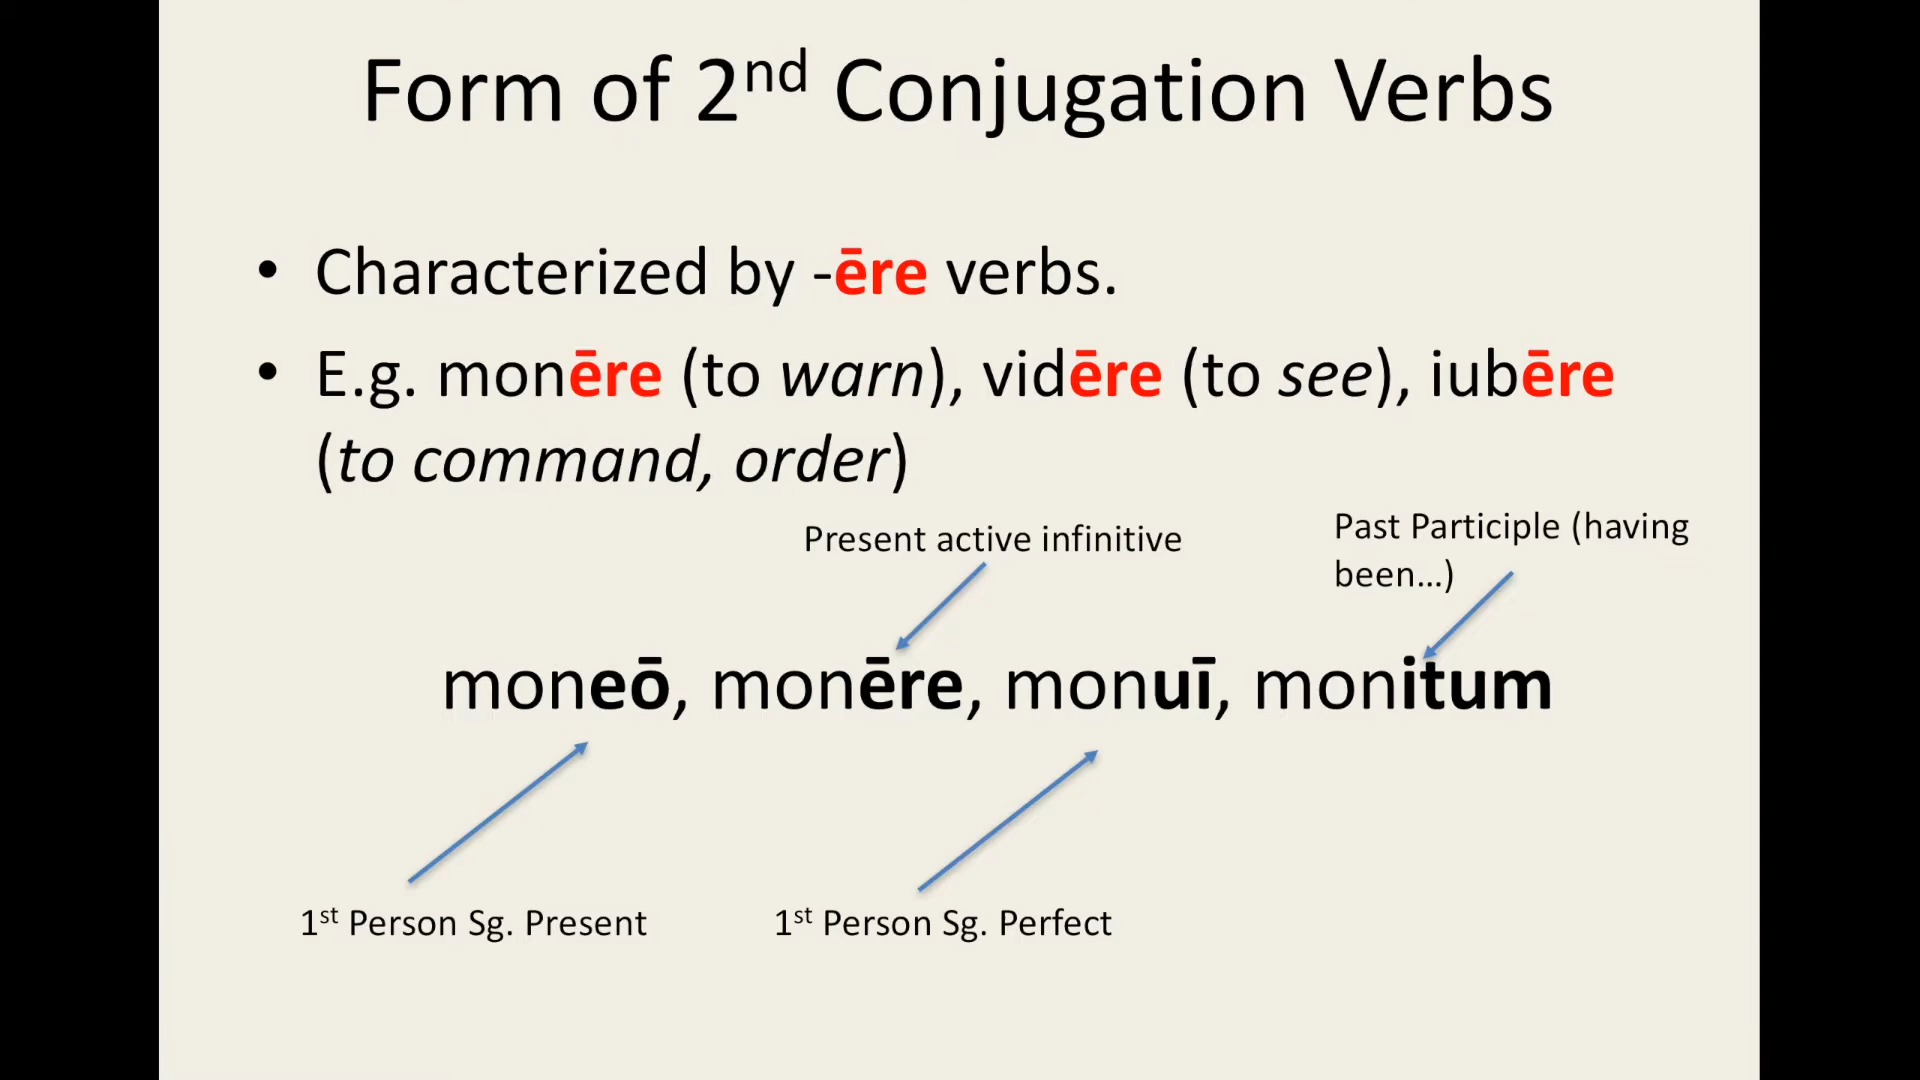 Form of 2nd Conjugation Verbs
• Characterized by -ēre verbs.
• E.g. monēre (to warn), vidēre (to see), iubēre
(to command, order)
Present active infinitive
Past Participle (having
been…)
moneō, monēre, monuī, monitum
1st Person Sg. Present
1st Person Sg. Perfect